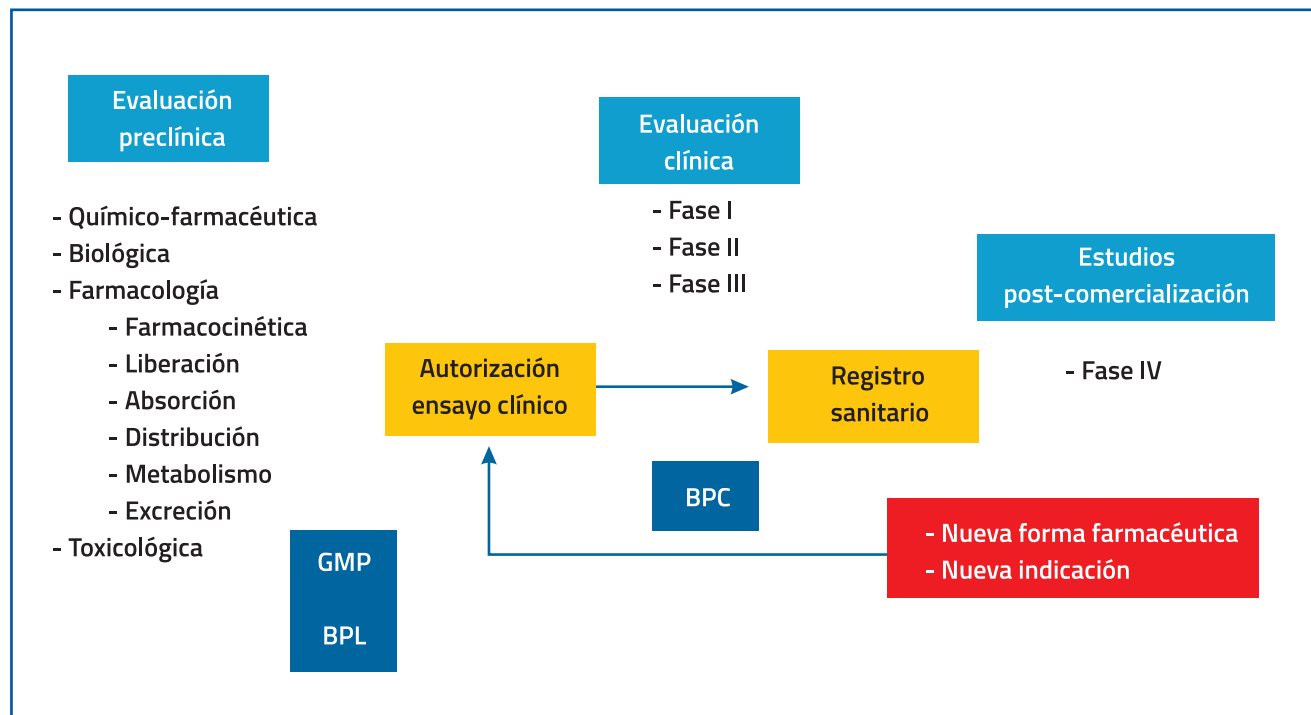 Evaluación
preclínica
- Químico-farmacéutica
- Biológica
- Farmacología
- Farmacocinética
- Liberación
- Absorción
- Distribución
- Metabolismo
- Excreción
- Toxicológica
GMP
BPL
Autorización
ensayo clínico
Evaluación
clínica
- Fase I
- Fase II
- Fase III
BPC
Registro
sanitario
Estudios
post-comercialización
- Fase IV
- Nueva forma farmacéutica
- Nueva indicación